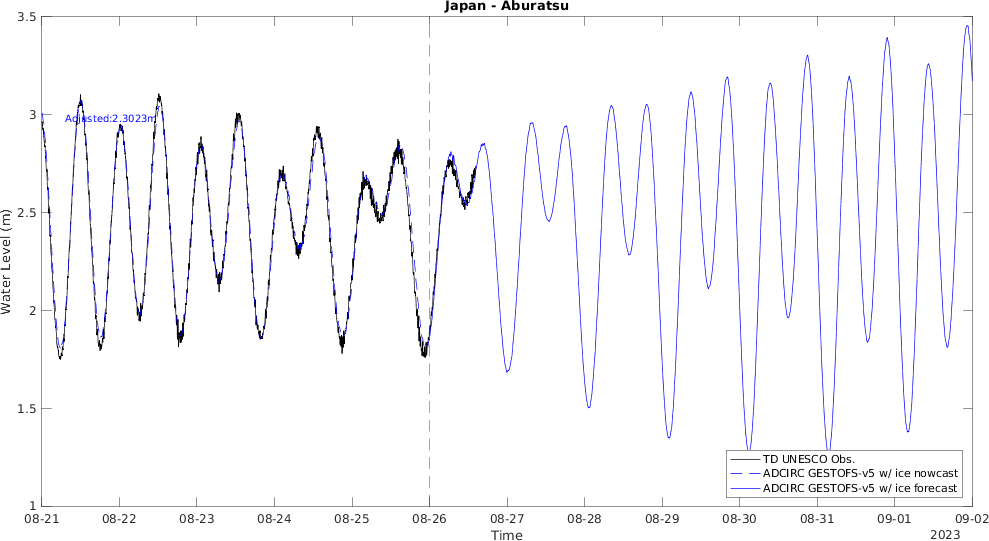 Japan - Aburatsu
3.5
3
2.5
2
1.5
1
Water Level (m)
Adjusted:2.3023m
TD UNESCO Obs.
ADCIRC GESTOFS-v5 w/ ice nowcast
ADCIRC GESTOFS-v5 w/ ice forecast
08-21 08-22 08-23 08-24 08-25 08-26 08-27 08-28 08-29 08-30 08-31 09-01 09-02
Time
2023